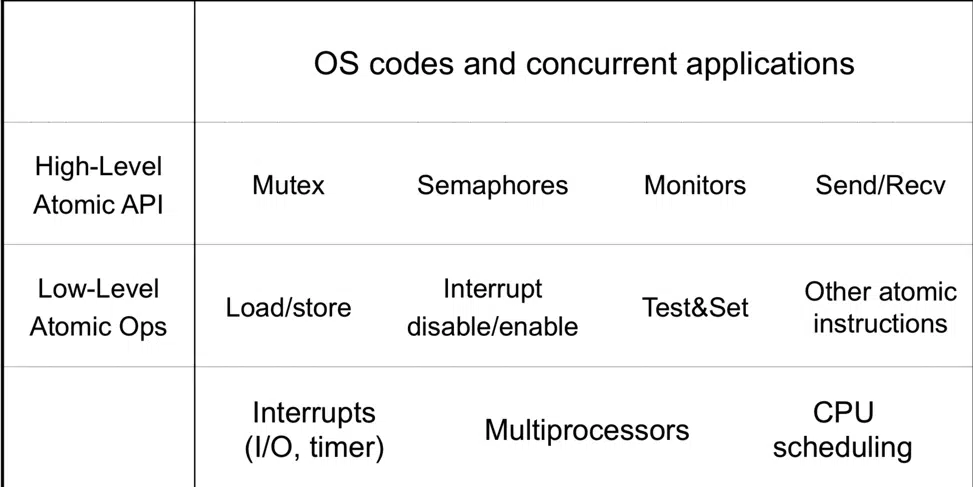 OS codes and concurrent applications
High-Level
Atomic API
Mutex
Semaphores
Monitors
Send/Recv
Low-Level
Atomic Ops
Load/store
Interrupt
disable/enable
Test&Set
Other atomic
instructions
Interrupts
(I/O, timer)
Multiprocessors
CPU
scheduling